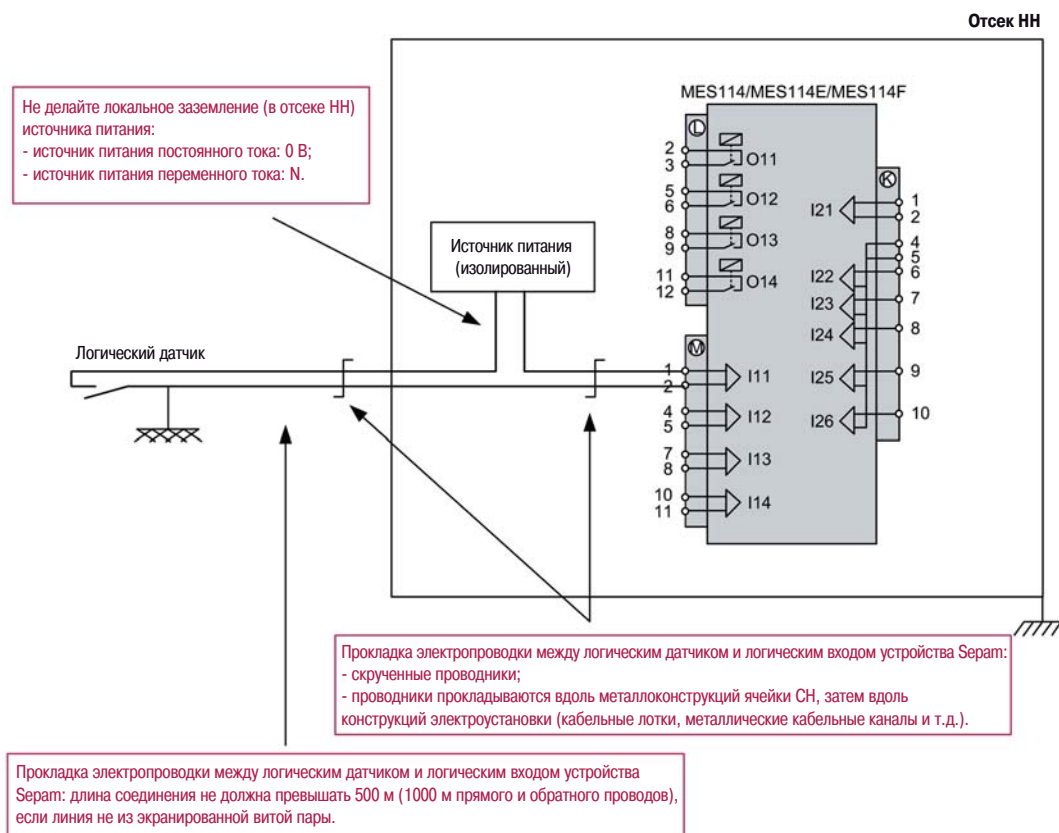 Отсек НН
Не делайте локальное заземление (в отсеке НН)
источника питания:
- источник питания постоянного тока: 0 В;
- источник питания переменного тока: N.
MES114/MES114E/MES114F
L
2
3
O11
5
6
O12
8
9
O13
11
12
O14
K
I21
1
2
4
5
I22
6
I23
7
I24
8
I25
9
I26
10
Источник питания
(изолированный)
Логический датчик
M
1
2
I11
4
5
I12
7
8
I13
10
11
I14
Прокладка электропроводки между логическим датчиком и логическим входом устройства Sepam:
- скрученные проводники;
- проводники прокладываются вдоль металлоконструкций ячейки СН, затем вдоль
конструкций электроустановки (кабельные лотки, металлические кабельные каналы и т.д.).
Прокладка электропроводки между логическим датчиком и логическим входом устройства
Sepam: длина соединения не должна превышать 500 м (1000 м прямого и обратного проводов),
если линия не из экранированной витой пары.